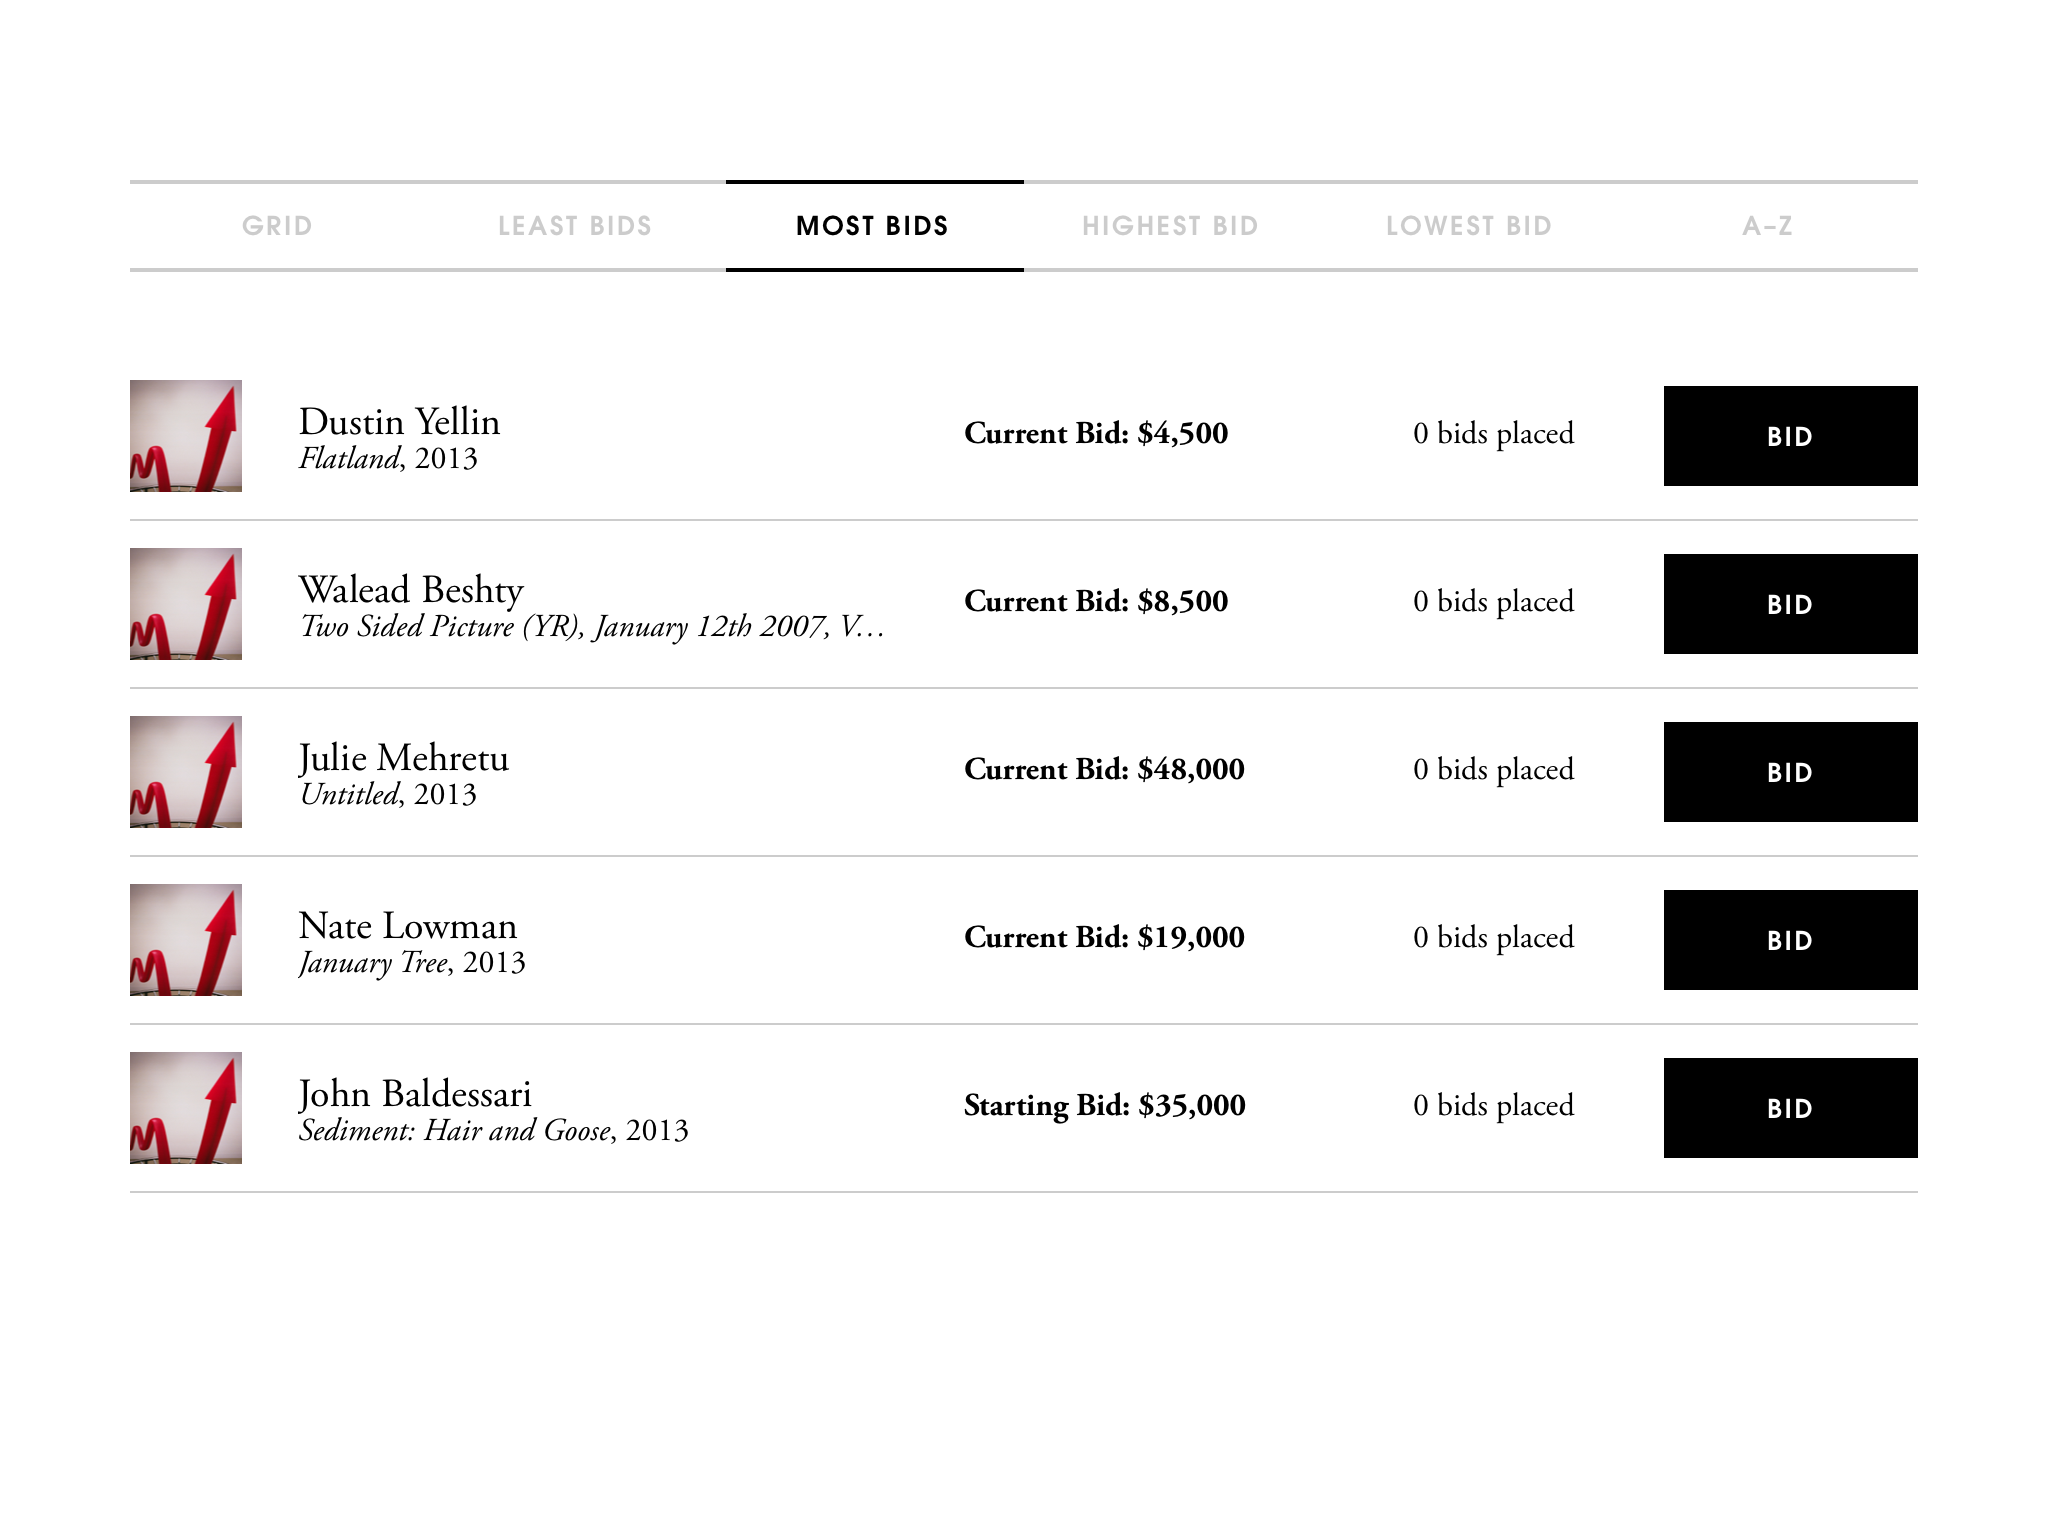 GRID LEAST BIDS MOST BIDS HIGHEST BID LOWEST BID A–Z
Dustin Yellin
Flatland, 2013
Current Bid: $4,500
0 bids placed
BID
Walead Beshty
Two Sided Picture (YR), January 12th 2007, V…
Current Bid: $8,500
0 bids placed
BID
Julie Mehretu
Untitled, 2013
Current Bid: $48,000
0 bids placed
BID
Nate Lowman
January Tree, 2013
Current Bid: $19,000
0 bids placed
BID
John Baldessari
Sediment: Hair and Goose, 2013
Starting Bid: $35,000
0 bids placed
BID